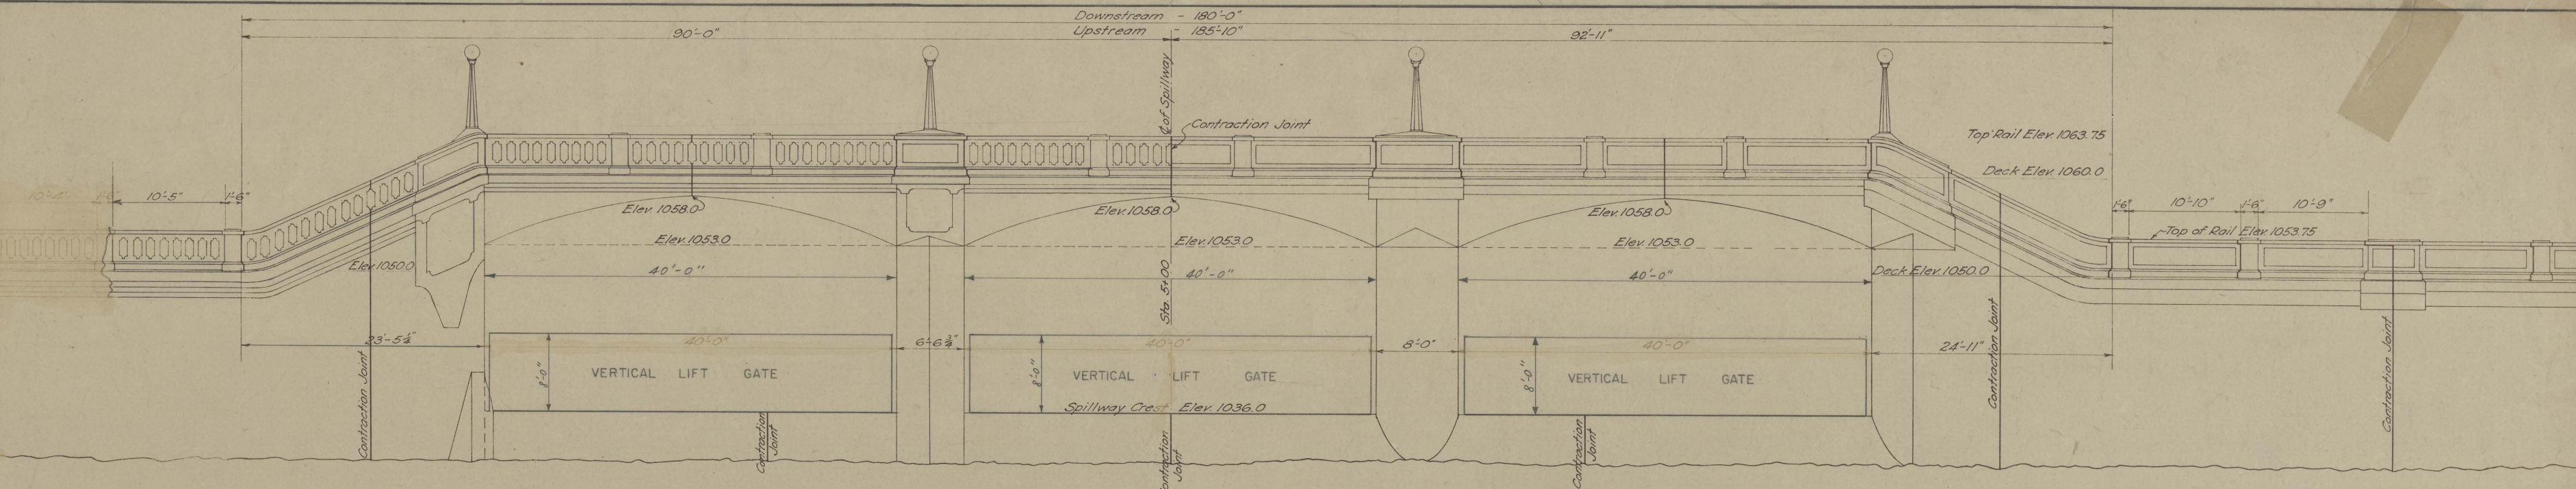 Downstream - 180'-0"
Upstream - 185'-10"
90'-0"
92'-11"
℄ of Spillway
Contraction Joint
Top Rail Elev. 1063.75
Deck Elev. 1060.0
10'-4"
1'-6"
10'-5"
1'-6"
Elev. 1058.0
Elev. 1058.0
Elev. 1058.0
1'-6"
10'-10"
1'-6"
10'-9"
Top of Rail Elev. 1053.75
Elev. 1053.0
Elev. 1053.0
Elev. 1053.0
Elev. 1050.0
Deck Elev. 1050.0
40'-0"
40'-0"
40'-0"
Sta. 5+00
23'-5¼"
40'-0"
6'-6¾"
40'-0"
8'-0"
40'-0"
24'-11"
8'-0"
VERTICAL LIFT GATE
8'-0"
VERTICAL LIFT GATE
8'-0"
VERTICAL LIFT GATE
Spillway Crest Elev. 1036.0
Contraction Joint
Contraction
Joint
Contraction
Joint
Contraction
Joint
Contraction Joint
Contraction Joint